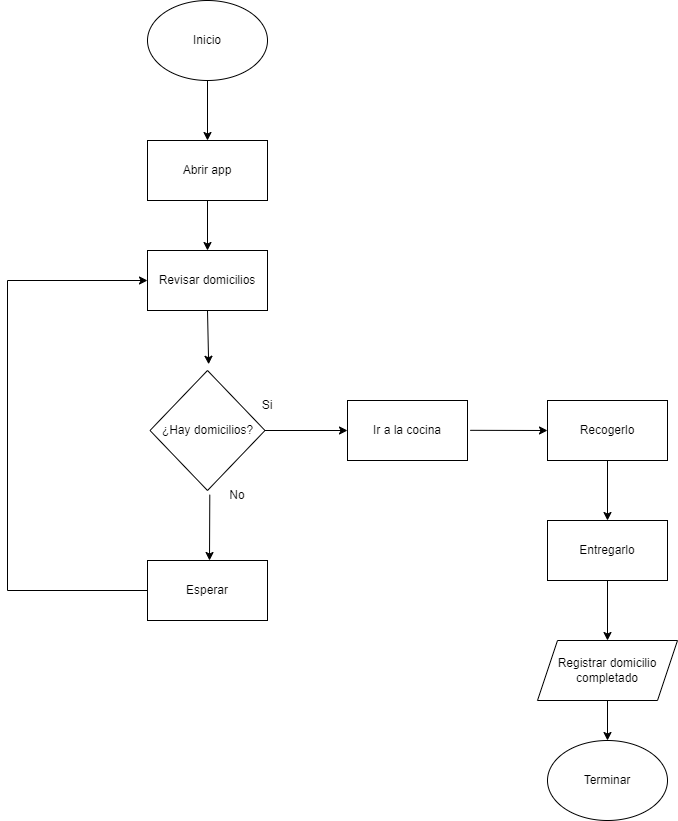 Inicio
Abrir app
Revisar domicilios
¿Hay domicilios?
Si
Ir a la cocina
Recogerlo
No
Entregarlo
Esperar
Registrar domicilio
completado
Terminar